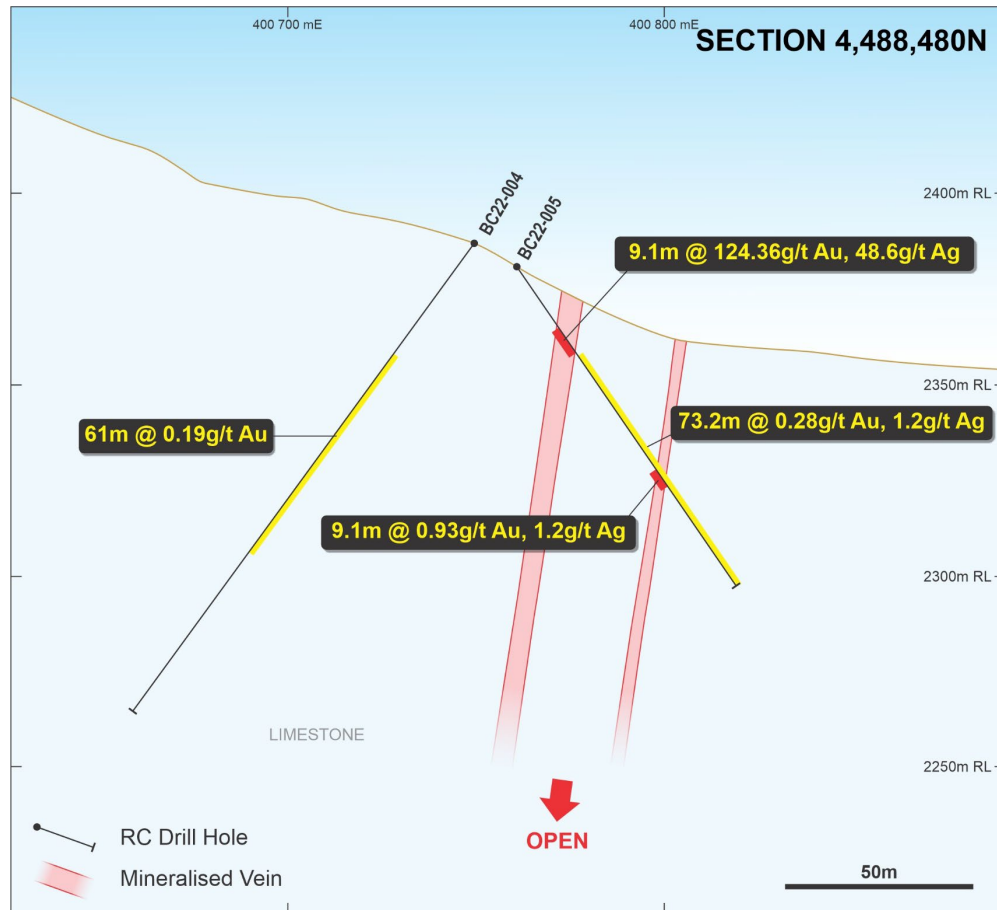 400 700 mE
400 800 mE
SECTION 4,488,480N
2400m RL
BC22-004
BC22-005
9.1m @ 124.36g/t Au, 48.6g/t Ag
2350m RL
61m @ 0.19g/t Au
73.2m @ 0.28g/t Au, 1.2g/t Ag
9.1m @ 0.93g/t Au, 1.2g/t Ag
2300m RL
LIMESTONE
2250m RL
OPEN
RC Drill Hole
Mineralised Vein
50m